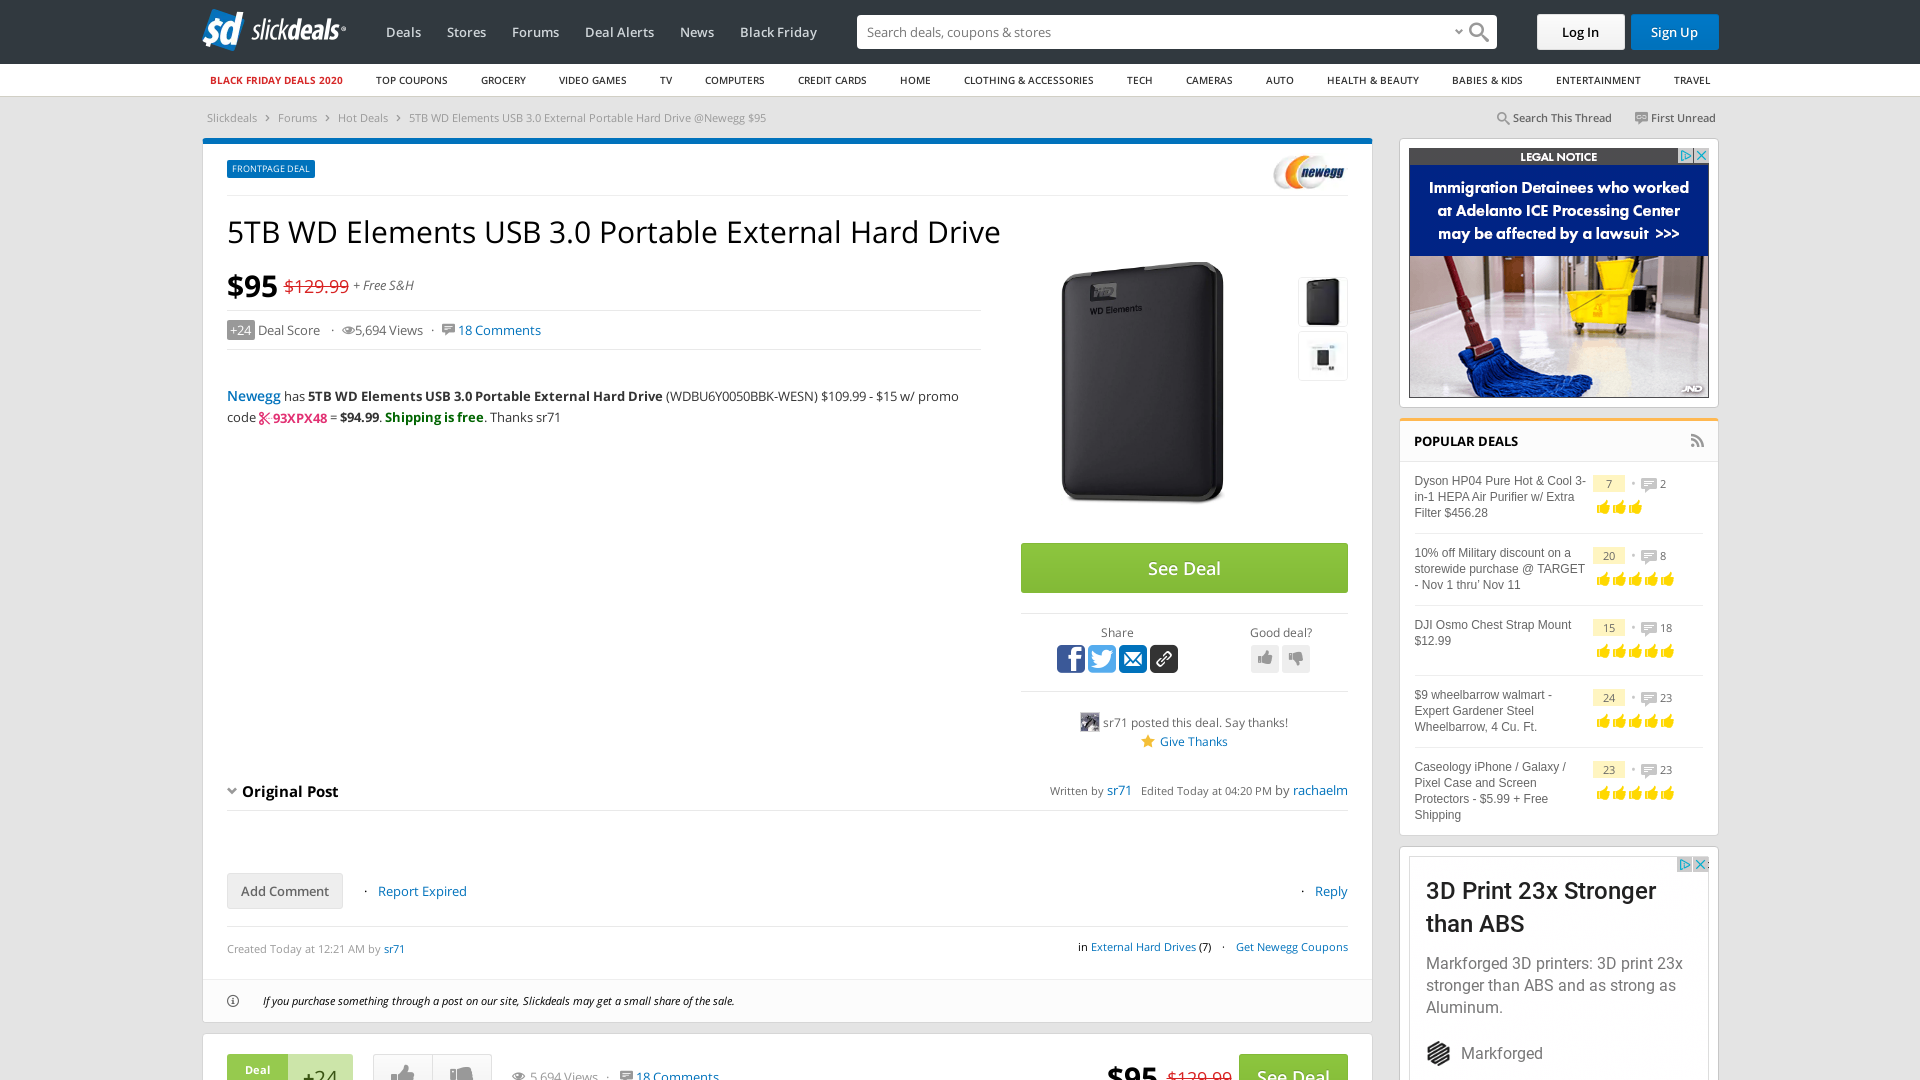 sd slickdeals
Deals
Stores
Forums
Deal Alerts
News
Black Friday
Search deals, coupons & stores
Log In
Sign Up
BLACK FRIDAY DEALS 2020
TOP COUPONS
GROCERY
VIDEO GAMES
TV
COMPUTERS
CREDIT CARDS
HOME
CLOTHING & ACCESSORIES
TECH
CAMERAS
AUTO
HEALTH & BEAUTY
BABIES & KIDS
ENTERTAINMENT
TRAVEL
Slickdeals › Forums › Hot Deals › 5TB WD Elements USB 3.0 External Portable Hard Drive @Newegg $95
Search This Thread
First Unread
FRONTPAGE DEAL
newegg
5TB WD Elements USB 3.0 Portable External Hard Drive
$95 $129.99 + Free S&H
+24 Deal Score · 5,694 Views · 18 Comments
Newegg has 5TB WD Elements USB 3.0 Portable External Hard Drive (WDBU6Y0050BBK-WESN) $109.99 - $15 w/ promo
code 93XPX48 = $94.99. Shipping is free. Thanks sr71
WD
WD Elements
See Deal
Share
Good deal?
sr71 posted this deal. Say thanks!
Give Thanks
Original Post
Written by sr71 Edited Today at 04:20 PM by rachaelm
Add Comment
· Report Expired
· Reply
Created Today at 12:21 AM by sr71
in External Hard Drives (7) · Get Newegg Coupons
If you purchase something through a post on our site, Slickdeals may get a small share of the sale.
Deal
+24
5,694 Views · 18 Comments
$95 $129.99
See Deal
LEGAL NOTICE
Immigration Detainees who worked
at Adelanto ICE Processing Center
may be affected by a lawsuit >>>
JND
POPULAR DEALS
Dyson HP04 Pure Hot & Cool 3-
in-1 HEPA Air Purifier w/ Extra
Filter $456.28
7 • 2
10% off Military discount on a
storewide purchase @ TARGET
- Nov 1 thru' Nov 11
20 • 8
DJI Osmo Chest Strap Mount
$12.99
15 • 18
$9 wheelbarrow walmart -
Expert Gardener Steel
Wheelbarrow, 4 Cu. Ft.
24 • 23
Caseology iPhone / Galaxy /
Pixel Case and Screen
Protectors - $5.99 + Free
Shipping
23 • 23
3D Print 23x Stronger
than ABS
Markforged 3D printers: 3D print 23x
stronger than ABS and as strong as
Aluminum.
Markforged